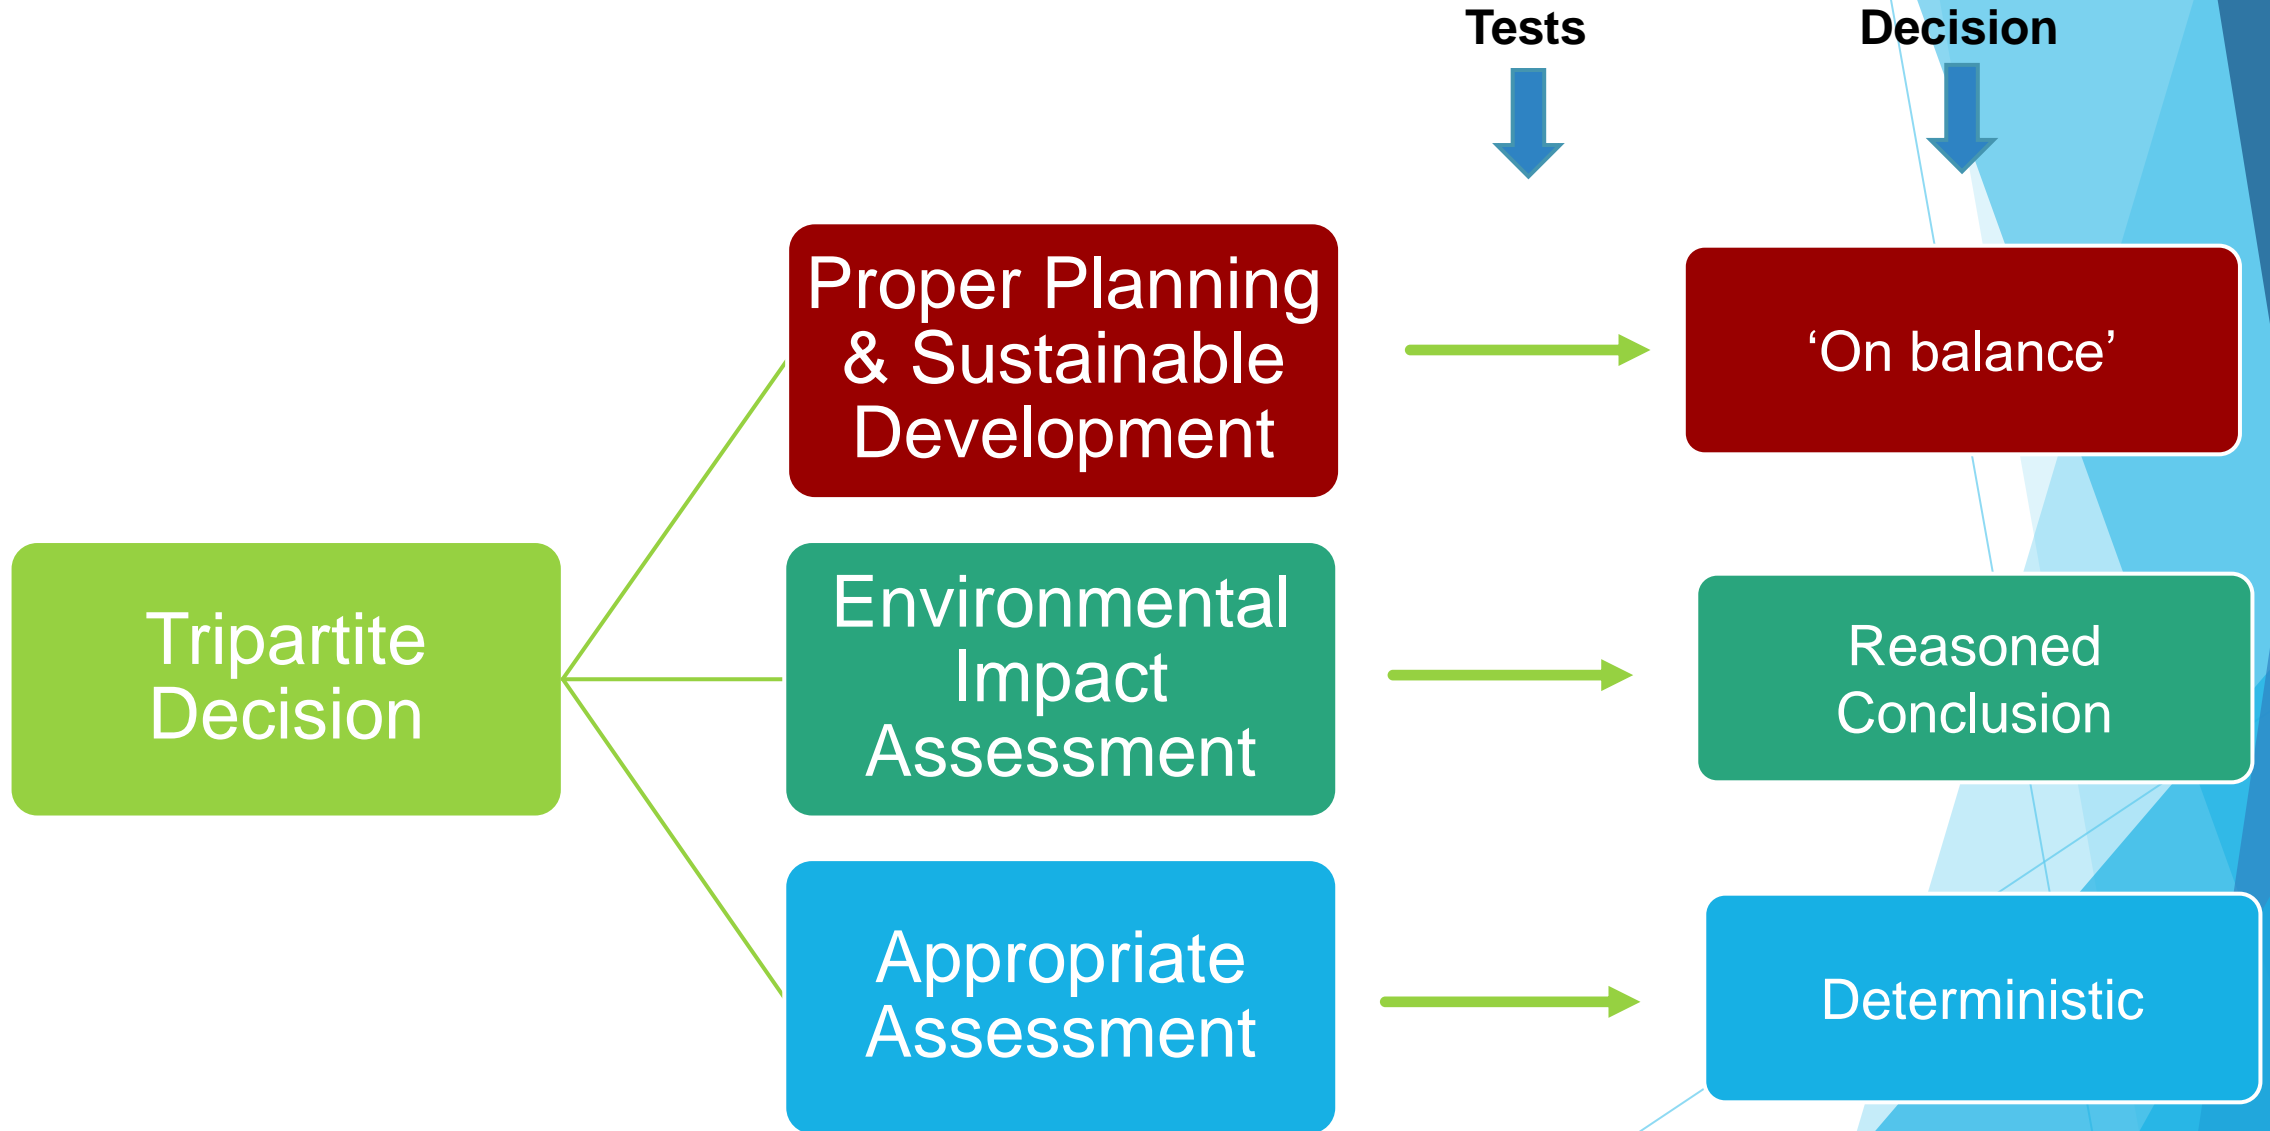 Tests
Decision
Proper Planning
& Sustainable
Development
‘On balance’
Tripartite
Decision
Environmental
Impact
Assessment
Reasoned
Conclusion
Appropriate
Assessment
Deterministic